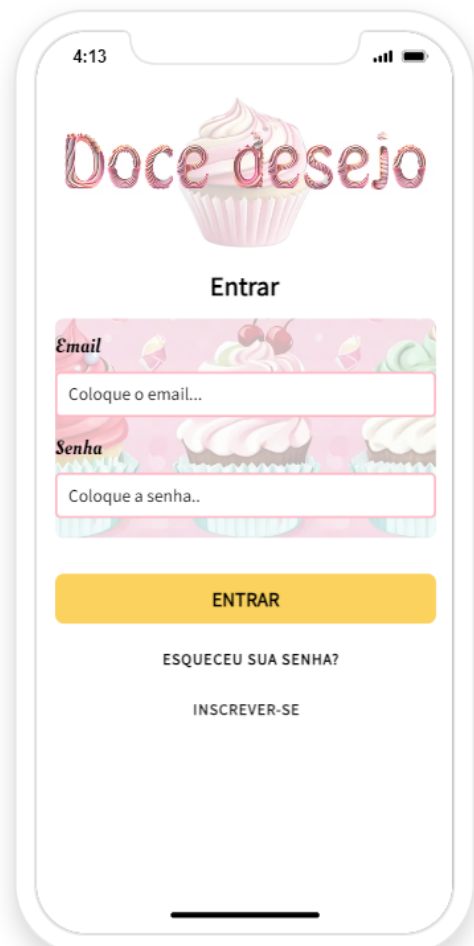 4:13
Doce desejo
Entrar
Email
Coloque o email...
Senha
Coloque a senha..
ENTRAR
ESQUECEU SUA SENHA?
INSCREVER-SE